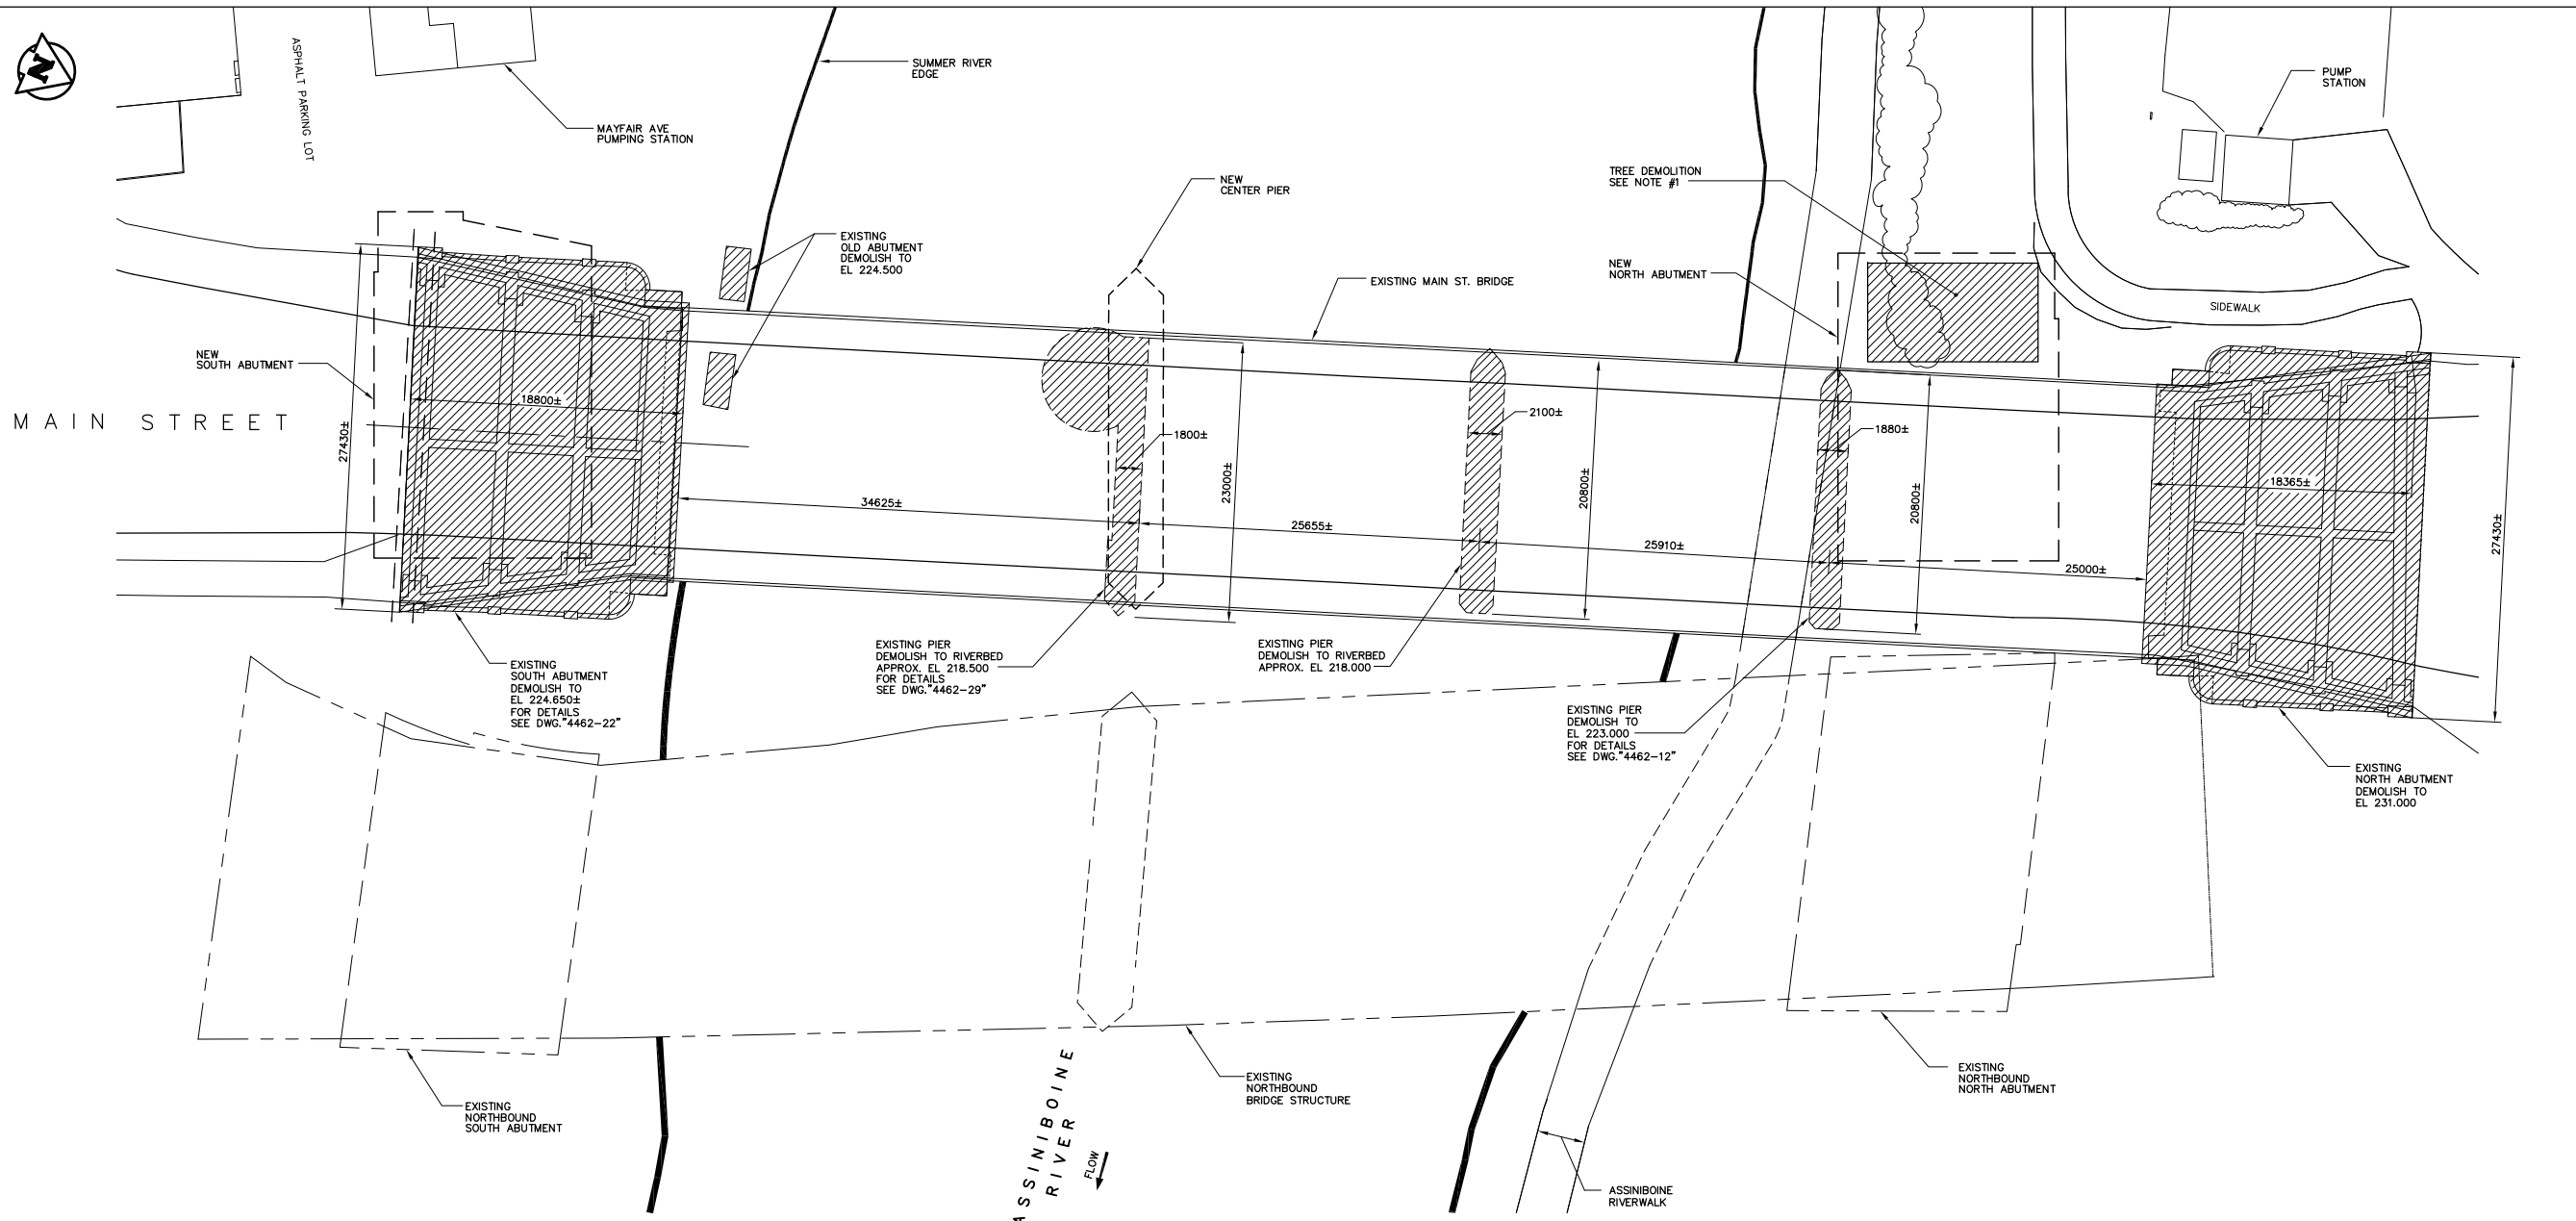 N
ASPHALT PARKING LOT
MAYFAIR AVE
PUMPING STATION
SUMMER RIVER
EDGE
NEW
CENTER PIER
TREE DEMOLITION
SEE NOTE #1
PUMP
STATION
EXISTING
OLD ABUTMENT
DEMOLISH TO
EL 224.500
EXISTING MAIN ST. BRIDGE
NEW
NORTH ABUTMENT
SIDEWALK
NEW
SOUTH ABUTMENT
MAIN STREET
27430±
18800±
34625±
1800±
23000±
25655±
2100±
20800±
25910±
1880±
20800±
25000±
18365±
27430±
EXISTING
SOUTH ABUTMENT
DEMOLISH TO
EL 224.650±
FOR DETAILS
SEE DWG."4462-22"
EXISTING PIER
DEMOLISH TO RIVERBED
APPROX. EL 218.500
FOR DETAILS
SEE DWG."4462-29"
EXISTING PIER
DEMOLISH TO RIVERBED
APPROX. EL 218.000
EXISTING PIER
DEMOLISH TO
EL 223.000
FOR DETAILS
SEE DWG."4462-12"
EXISTING
NORTH ABUTMENT
DEMOLISH TO
EL 231.000
EXISTING
NORTHBOUND
SOUTH ABUTMENT
ASSINIBOINE
RIVER
FLOW
EXISTING
NORTHBOUND
BRIDGE STRUCTURE
EXISTING
NORTHBOUND
NORTH ABUTMENT
ASSINIBOINE
RIVERWALK